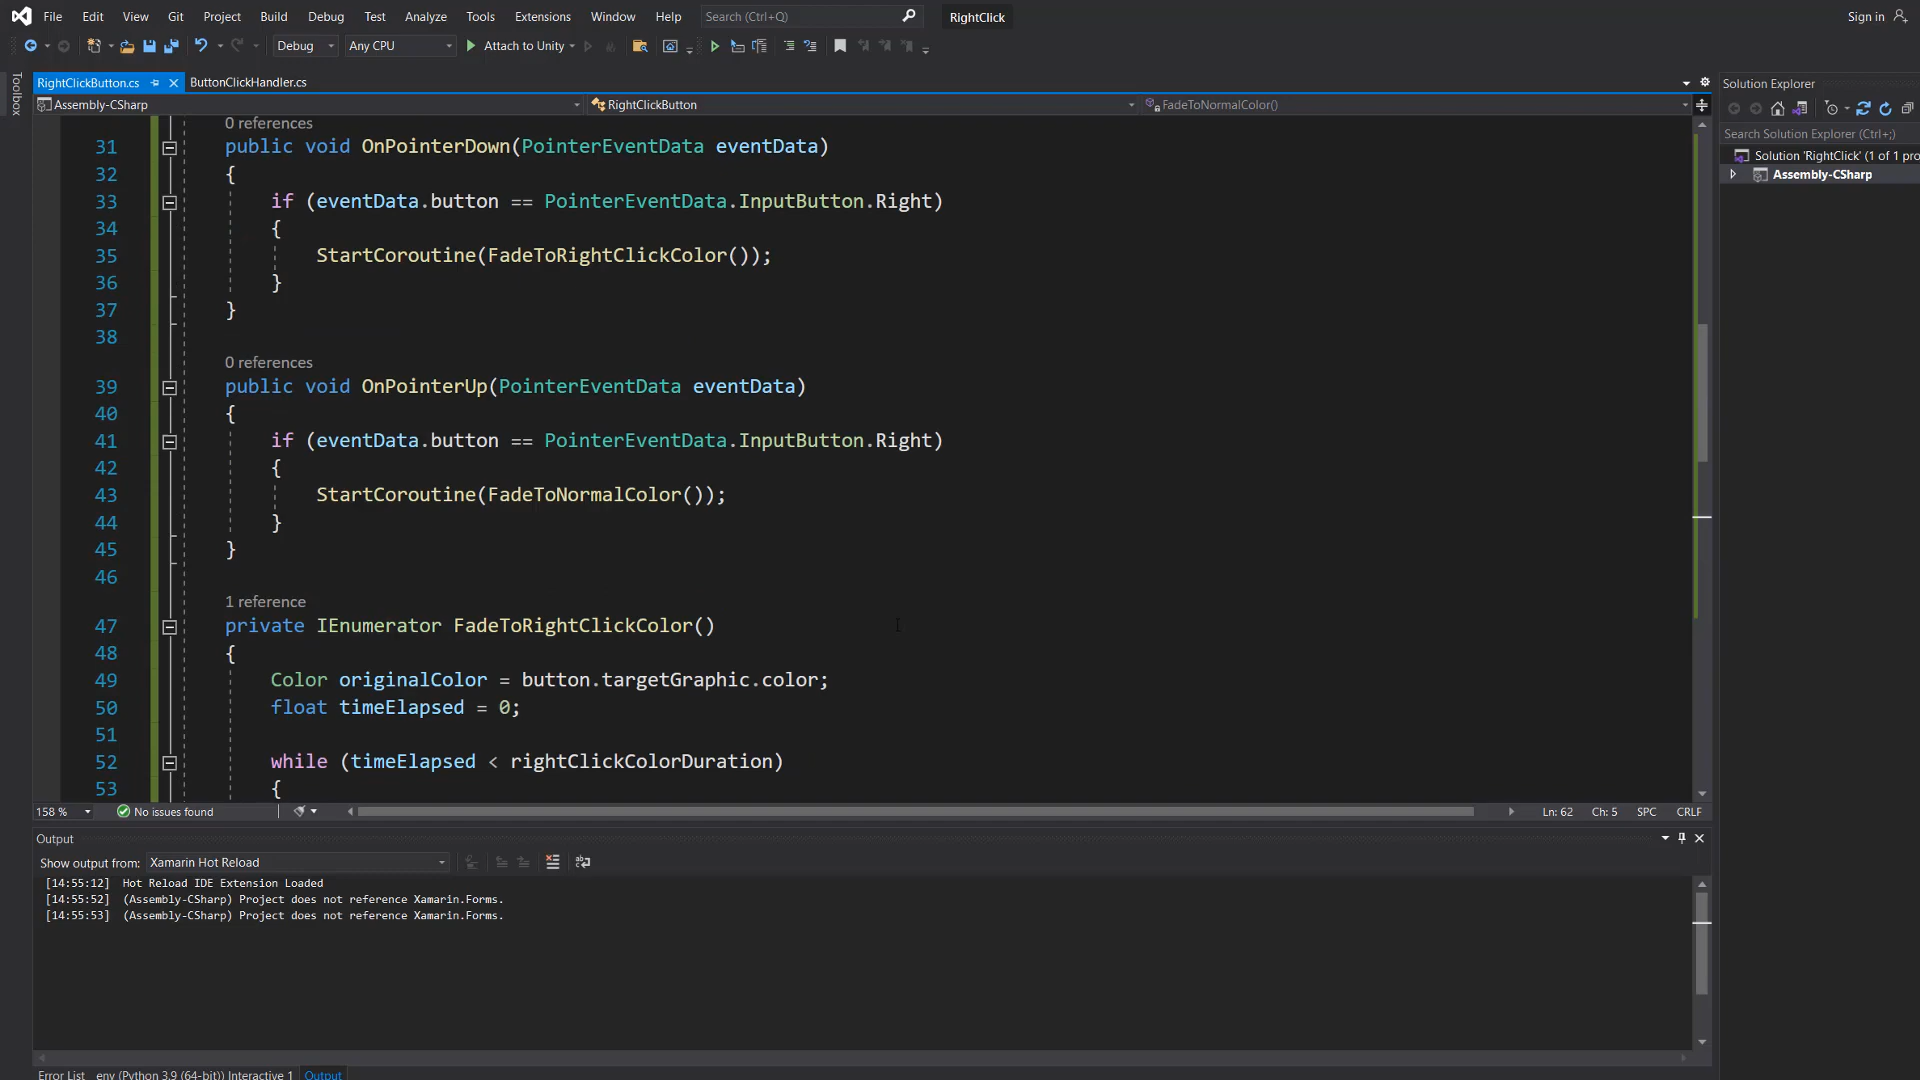 File Edit View Git Project Build Debug Test Analyze Tools Extensions Window Help Search (Ctrl+Q) RightClick Sign in
Debug Any CPU Attach to Unity
Toolbox
RightClickButton.cs ButtonClickHandler.cs
Assembly-CSharp RightClickButton FadeToNormalColor()
0 references
31 public void OnPointerDown(PointerEventData eventData)
32 {
33 if (eventData.button == PointerEventData.InputButton.Right)
34 {
35 StartCoroutine(FadeToRightClickColor());
36 }
37 }
38
0 references
39 public void OnPointerUp(PointerEventData eventData)
40 {
41 if (eventData.button == PointerEventData.InputButton.Right)
42 {
43 StartCoroutine(FadeToNormalColor());
44 }
45 }
46
1 reference
47 private IEnumerator FadeToRightClickColor()
48 {
49 Color originalColor = button.targetGraphic.color;
50 float timeElapsed = 0;
51
52 while (timeElapsed < rightClickColorDuration)
53 {
158 % No issues found Ln: 62 Ch: 5 SPC CRLF
Output
Show output from: Xamarin Hot Reload
[14:55:12] Hot Reload IDE Extension Loaded
[14:55:52] (Assembly-CSharp) Project does not reference Xamarin.Forms.
[14:55:53] (Assembly-CSharp) Project does not reference Xamarin.Forms.
Error List env (Python 3.9 (64-bit)) Interactive 1 Output
Solution Explorer
Search Solution Explorer (Ctrl+;)
Solution 'RightClick' (1 of 1 pro
Assembly-CSharp